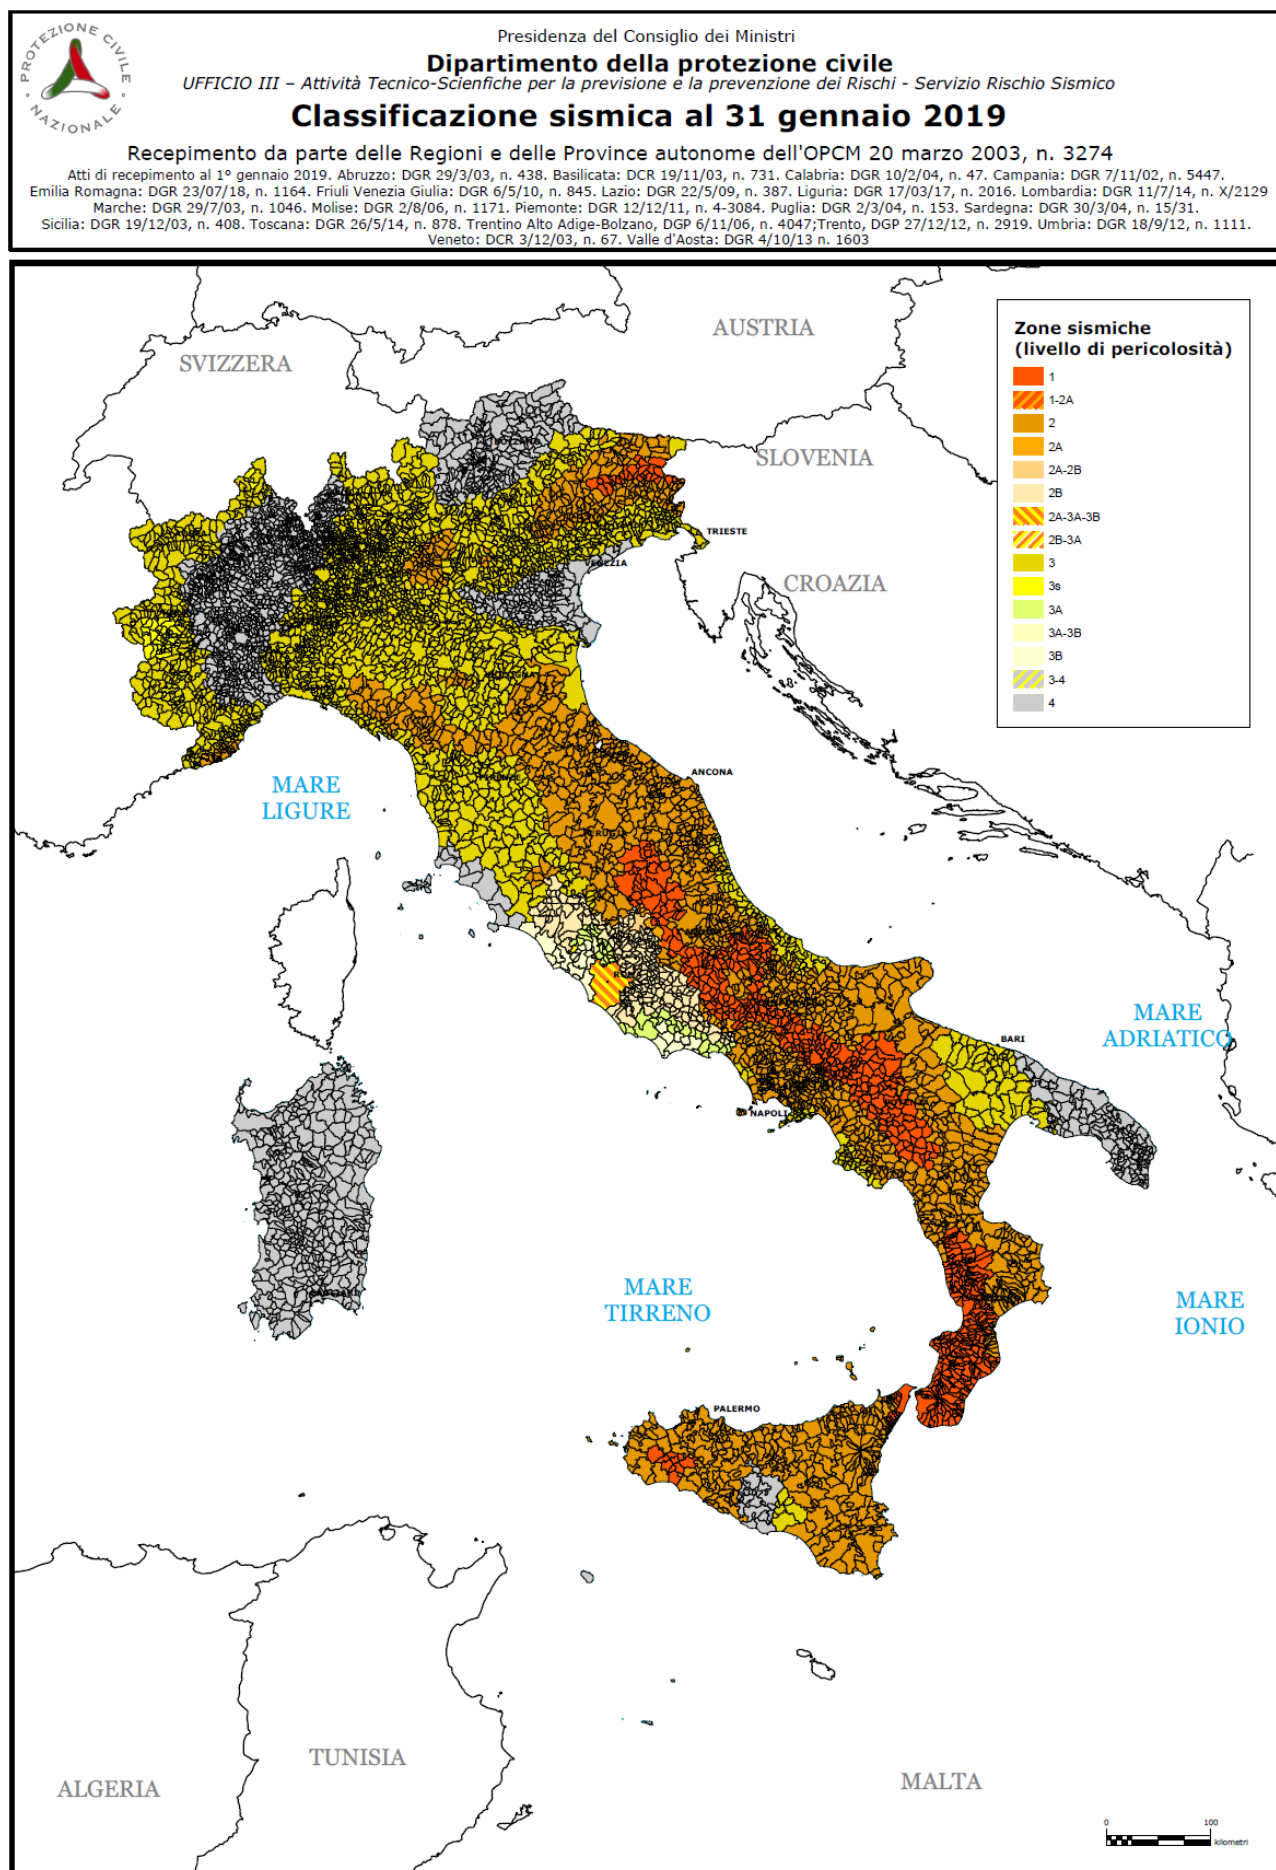 PROTEZIONE CIVILE
NAZIONALE
Presidenza del Consiglio dei Ministri
Dipartimento della protezione civile
UFFICIO III – Attività Tecnico-Scienfiche per la previsione e la prevenzione dei Rischi - Servizio Rischio Sismico
Classificazione sismica al 31 gennaio 2019
Recepimento da parte delle Regioni e delle Province autonome dell'OPCM 20 marzo 2003, n. 3274
Atti di recepimento al 1° gennaio 2019. Abruzzo: DGR 29/3/03, n. 438. Basilicata: DCR 19/11/03, n. 731. Calabria: DGR 10/2/04, n. 47. Campania: DGR 7/11/02, n. 5447.
Emilia Romagna: DGR 23/07/18, n. 1164. Friuli Venezia Giulia: DGR 6/5/10, n. 845. Lazio: DGR 22/5/09, n. 387. Liguria: DGR 17/03/17, n. 2016. Lombardia: DGR 11/7/14, n. X/2129
Marche: DGR 29/7/03, n. 1046. Molise: DGR 2/8/06, n. 1171. Piemonte: DGR 12/12/11, n. 4-3084. Puglia: DGR 2/3/04, n. 153. Sardegna: DGR 30/3/04, n. 15/31.
Sicilia: DGR 19/12/03, n. 408. Toscana: DGR 26/5/14, n. 878. Trentino Alto Adige-Bolzano, DGP 6/11/06, n. 4047;Trento, DGP 27/12/12, n. 2919. Umbria: DGR 18/9/12, n. 1111.
Veneto: DCR 3/12/03, n. 67. Valle d'Aosta: DGR 4/10/13 n. 1603
Zone sismiche
(livello di pericolosità)
1
1-2A
2
2A
2A-2B
2B
2A-3A-3B
2B-3A
3
3s
3A
3A-3B
3B
3-4
4
AUSTRIA
SVIZZERA
SLOVENIA
TRIESTE
VENEZIA
CROAZIA
BOLOGNA
FIRENZE
ANCONA
MARE
LIGURE
PERUGIA
ROMA
MARE
ADRIATICO
BARI
NAPOLI
CAGLIARI
MARE
TIRRENO
MARE
IONIO
PALERMO
TUNISIA
ALGERIA
MALTA
0 100
kilometri